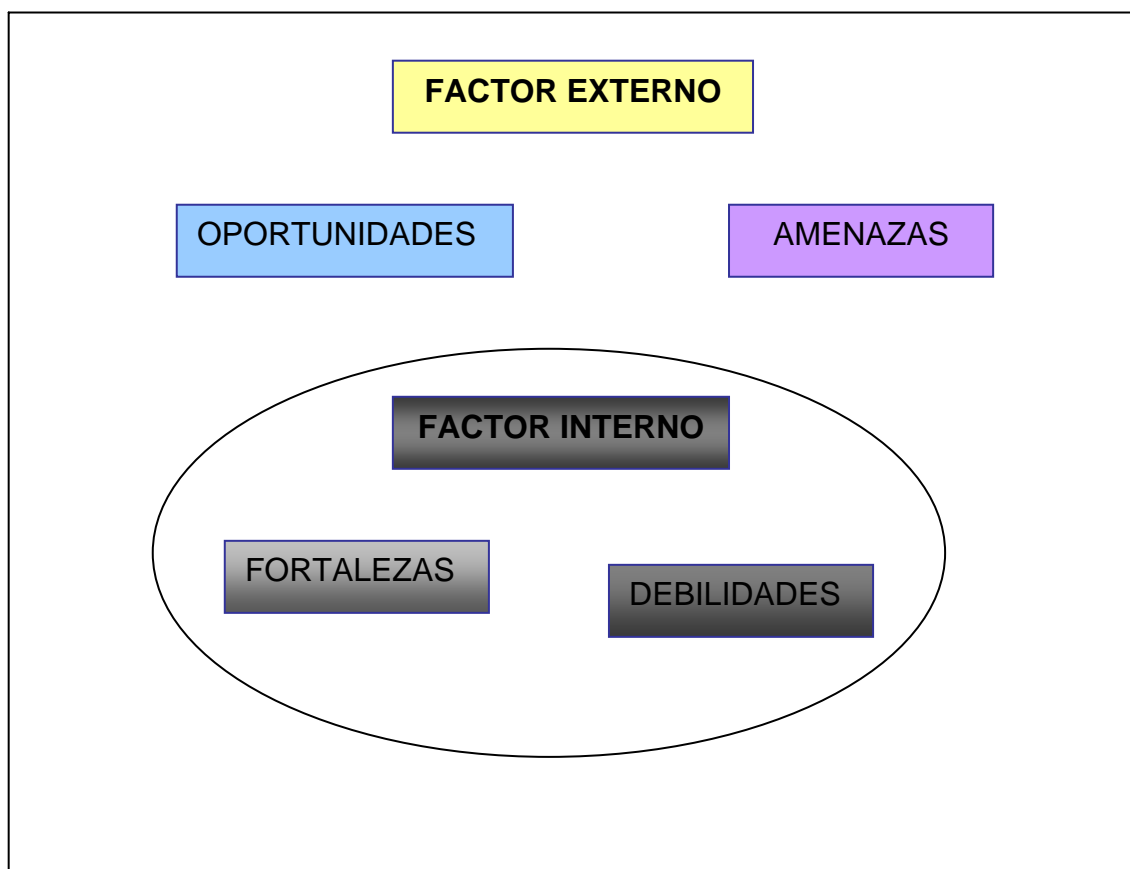 FACTOR EXTERNO
OPORTUNIDADES
AMENAZAS
FACTOR INTERNO
FORTALEZAS
DEBILIDADES